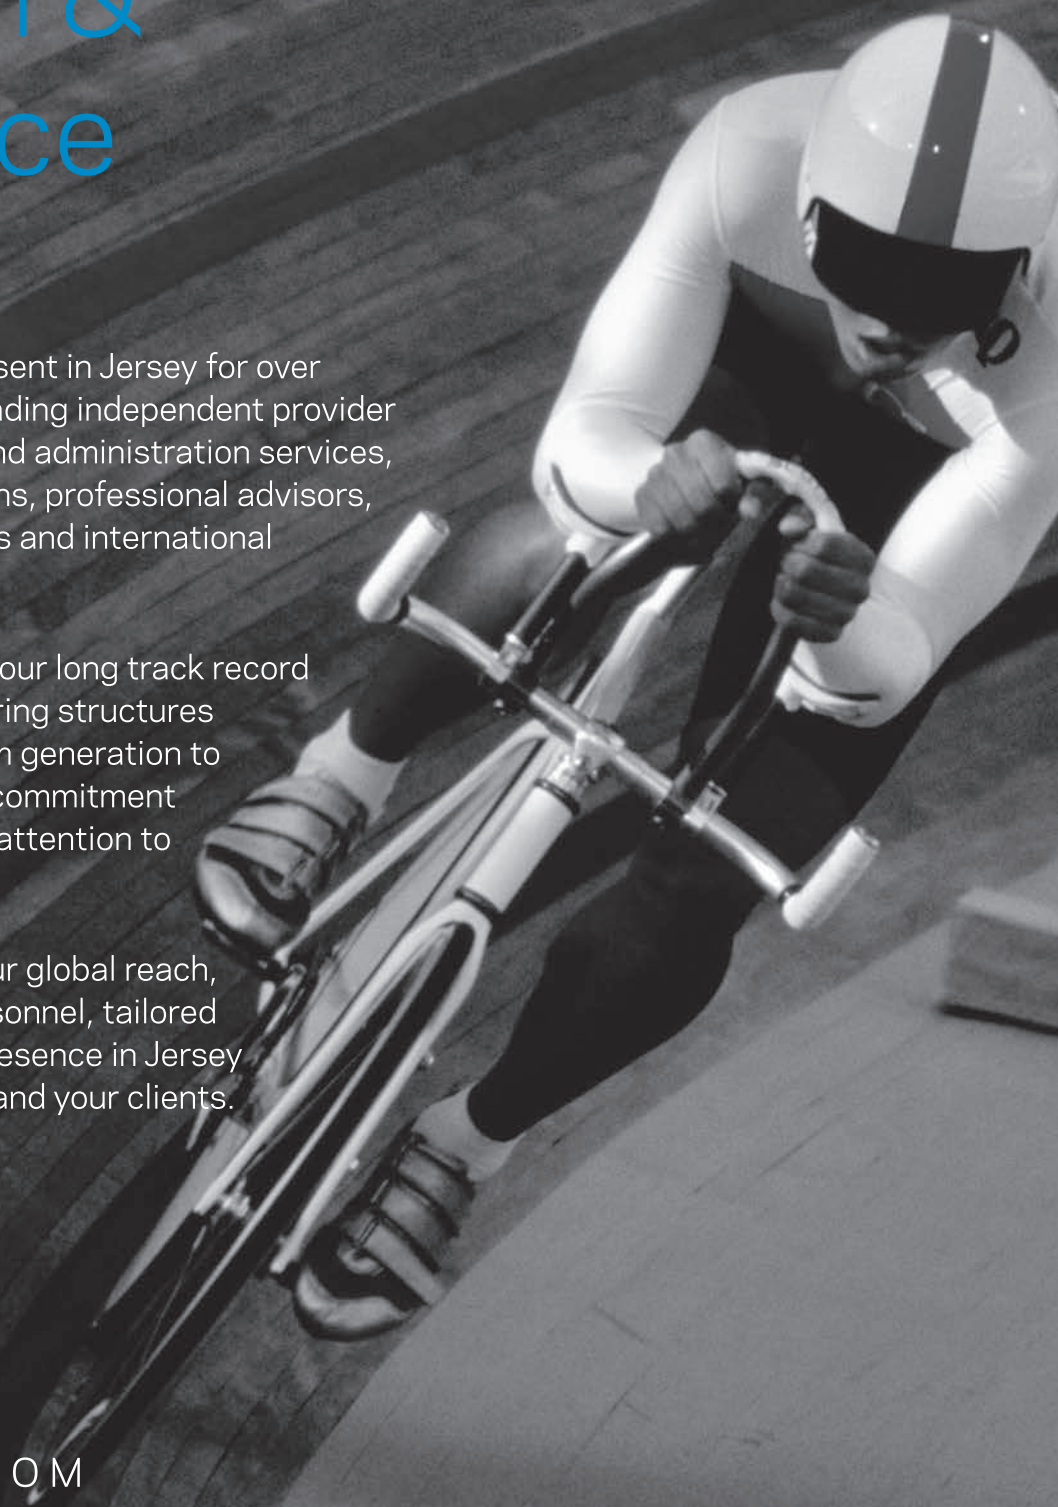 &
ce
sent in Jersey for over
ding independent provider
nd administration services,
ns, professional advisors,
s and international
our long track record
ring structures
n generation to
commitment
attention to
ur global reach,
sonnel, tailored
esence in Jersey
and your clients.
OM